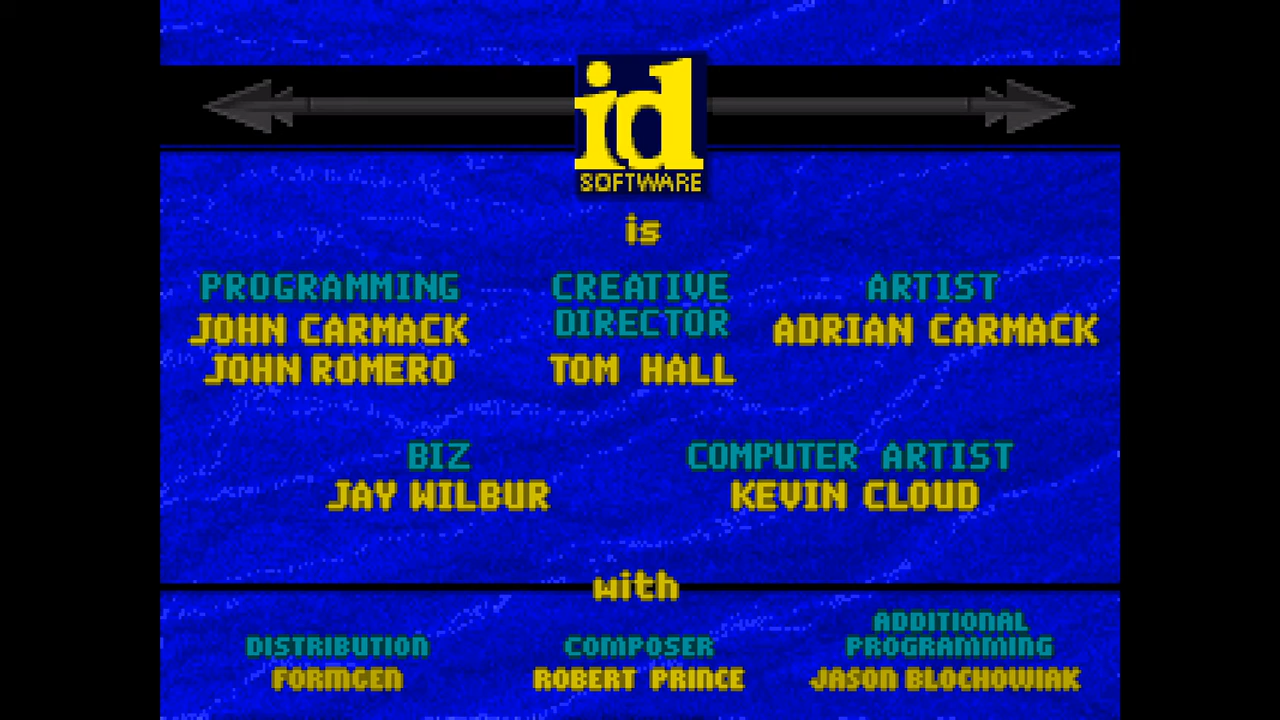 id
SOFTWARE
is
PROGRAMMING
JOHN CARMACK
JOHN ROMERO
CREATIVE
DIRECTOR
TOM HALL
ARTIST
ADRIAN CARMACK
BIZ
JAY WILBUR
COMPUTER ARTIST
KEVIN CLOUD
with
DISTRIBUTION
FORMGEN
COMPOSER
ROBERT PRINCE
ADDITIONAL
PROGRAMMING
JASON BLOCHOWIAK